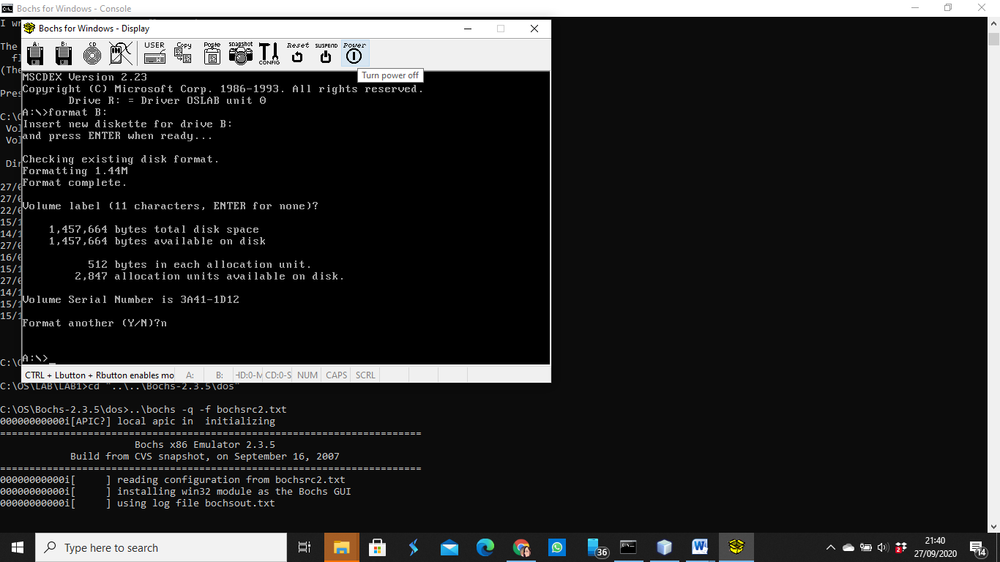 Bochs for Windows - Console
I wr
Bochs for Windows - Display
The
fl
(The
Pres
A: B: CD USER Copy Paste snapshot CONFIG Reset SUSPEND Power
Turn power off
MSCDEX Version 2.23
Copyright (C) Microsoft Corp. 1986-1993. All rights reserved.
Drive R: = Driver OSLAB unit 0
A:\>format B:
Insert new diskette for drive B:
and press ENTER when ready...
Checking existing disk format.
Formatting 1.44M
Format complete.
Volume label (11 characters, ENTER for none)?
1,457,664 bytes total disk space
1,457,664 bytes available on disk
512 bytes in each allocation unit.
2,847 allocation units available on disk.
Volume Serial Number is 3A41-1D12
Format another (Y/N)?n
A:\>_
CTRL + Lbutton + Rbutton enables mo A: B: HD:0-M CD:0-S NUM CAPS SCRL
C:\O
Vol
Vol
Dir
27/0
27/0
22/0
15/1
14/1
27/0
16/0
15/1
27/0
14/1
15/1
15/1
C:\O
C:\OS\LAB\LAB1>cd "..\..\Bochs-2.3.5\dos"
C:\OS\Bochs-2.3.5\dos>..\bochs -q -f bochsrc2.txt
00000000000i[APIC?] local apic in  initializing
========================================================================
Bochs x86 Emulator 2.3.5
Build from CVS snapshot, on September 16, 2007
========================================================================
00000000000i[     ] reading configuration from bochsrc2.txt
00000000000i[     ] installing win32 module as the Bochs GUI
00000000000i[     ] using log file bochsout.txt
Type here to search
36
2
21:40
27/09/2020
14